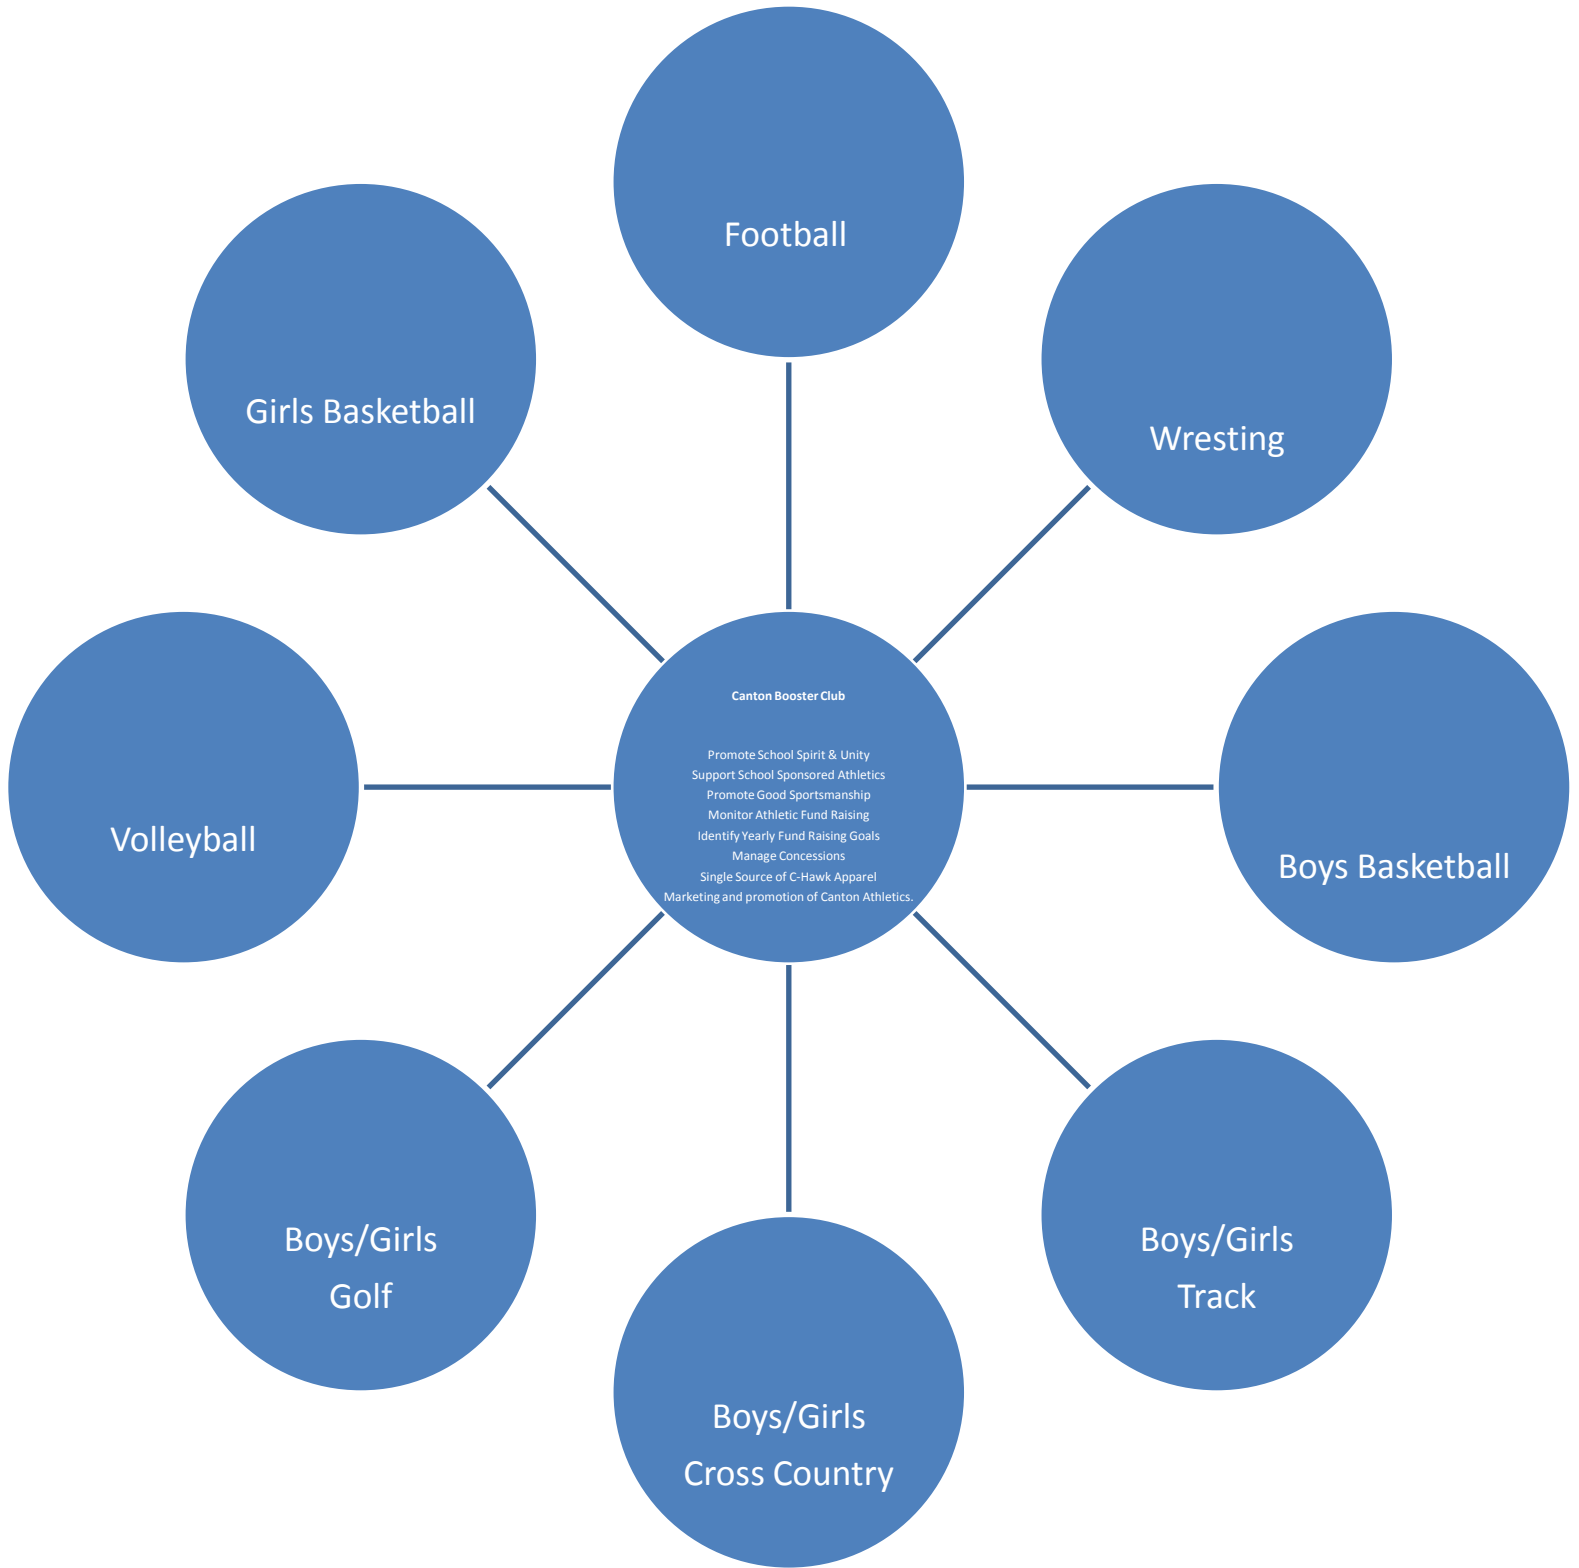 Football
Girls Basketball
Wresting
Canton Booster Club
Promote School Spirit & Unity
Support School Sponsored Athletics
Promote Good Sportsmanship
Monitor Athletic Fund Raising
Identify Yearly Fund Raising Goals
Manage Concessions
Single Source of C-Hawk Apparel
Marketing and promotion of Canton Athletics.
Volleyball
Boys Basketball
Boys/Girls
Golf
Boys/Girls
Track
Boys/Girls
Cross Country